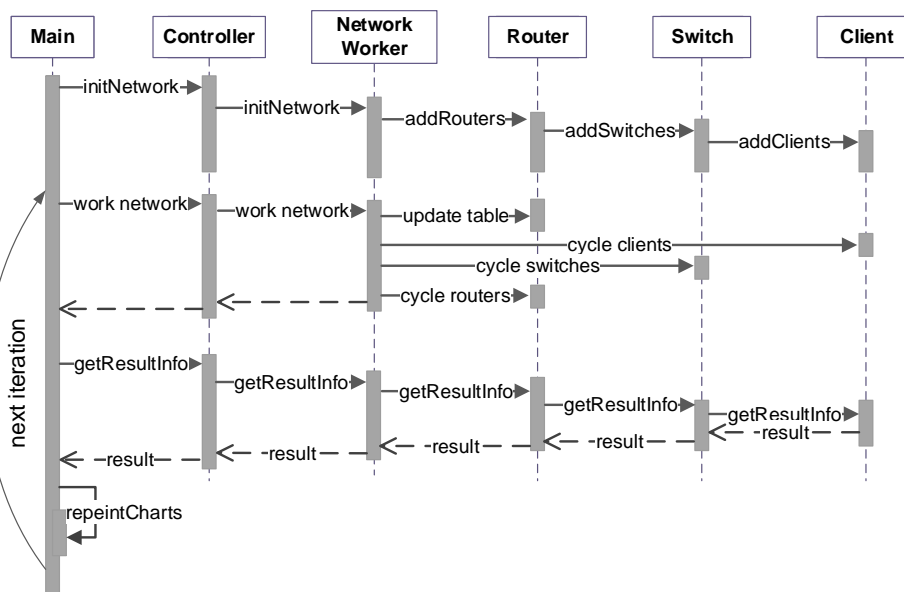 Main
Controller
Network
Worker
Router
Switch
Client
initNetwork
initNetwork
addRouters
addSwitches
addClients
work network
work network
update table
cycle clients
cycle switches
cycle routers
next iteration
getResultInfo
getResultInfo
getResultInfo
getResultInfo
getResultInfo
result
result
result
result
result
repeintCharts